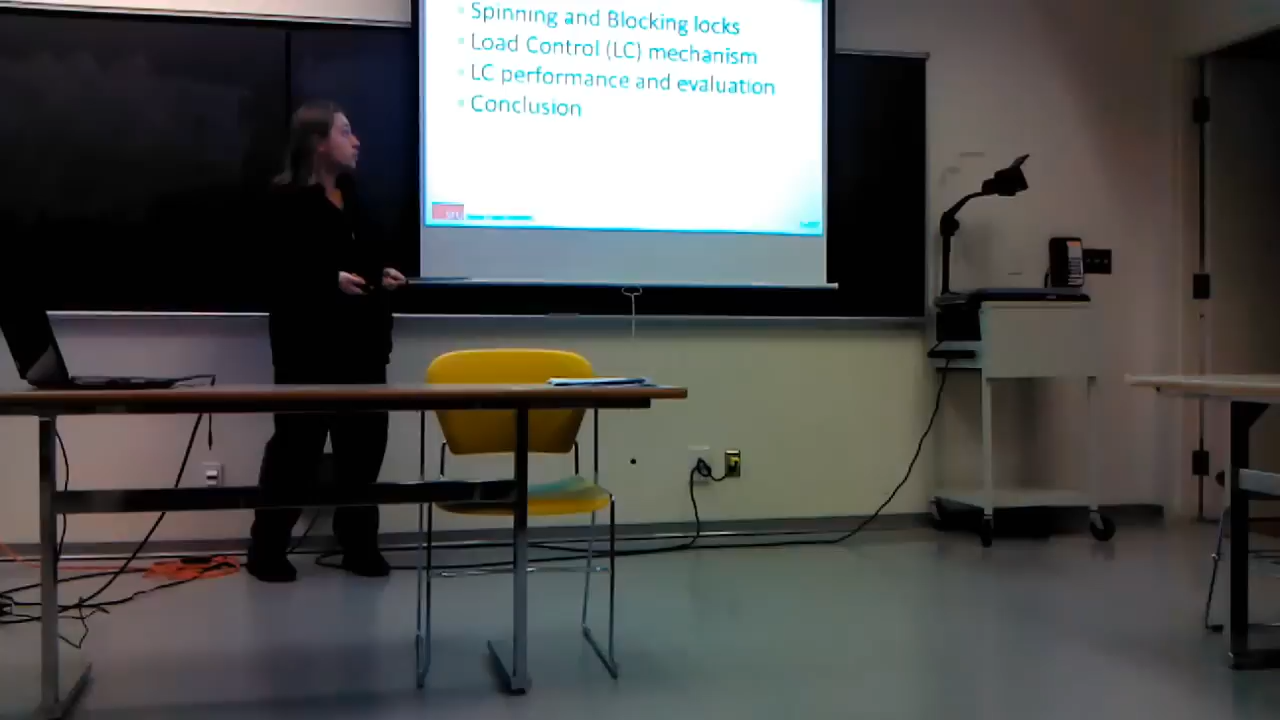 Spinning and Blocking locks
Load Control (LC) mechanism
LC performance and evaluation
Conclusion